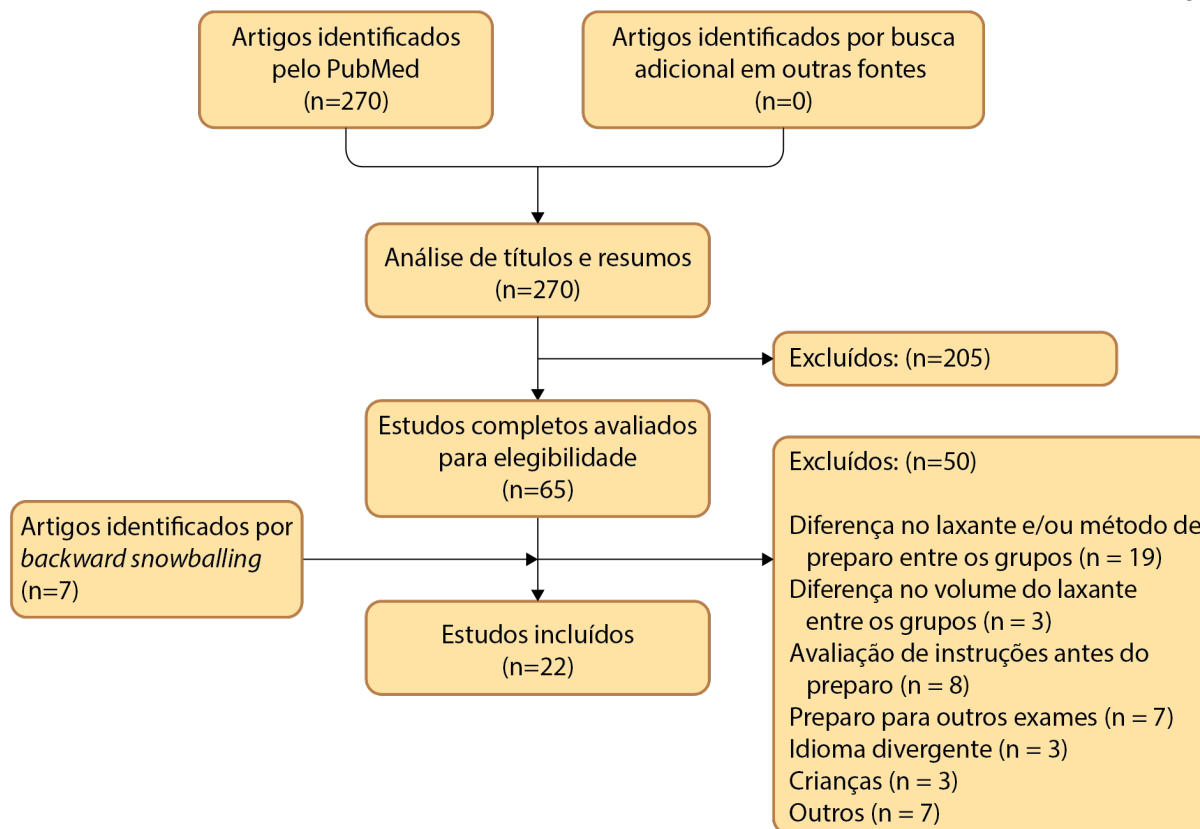 Artigos identificados
pelo PubMed
(n=270)
Artigos identificados por busca
adicional em outras fontes
(n=0)
Análise de títulos e resumos
(n=270)
Excluídos: (n=205)
Estudos completos avaliados
para elegibilidade
(n=65)
Artigos identificados por
backward snowballing
(n=7)
Excluídos: (n=50)
Diferença no laxante e/ou método de
preparo entre os grupos (n = 19)
Diferença no volume do laxante
entre os grupos (n = 3)
Avaliação de instruções antes do
preparo (n = 8)
Preparo para outros exames (n = 7)
Idioma divergente (n = 3)
Crianças (n = 3)
Outros (n = 7)
Estudos incluídos
(n=22)